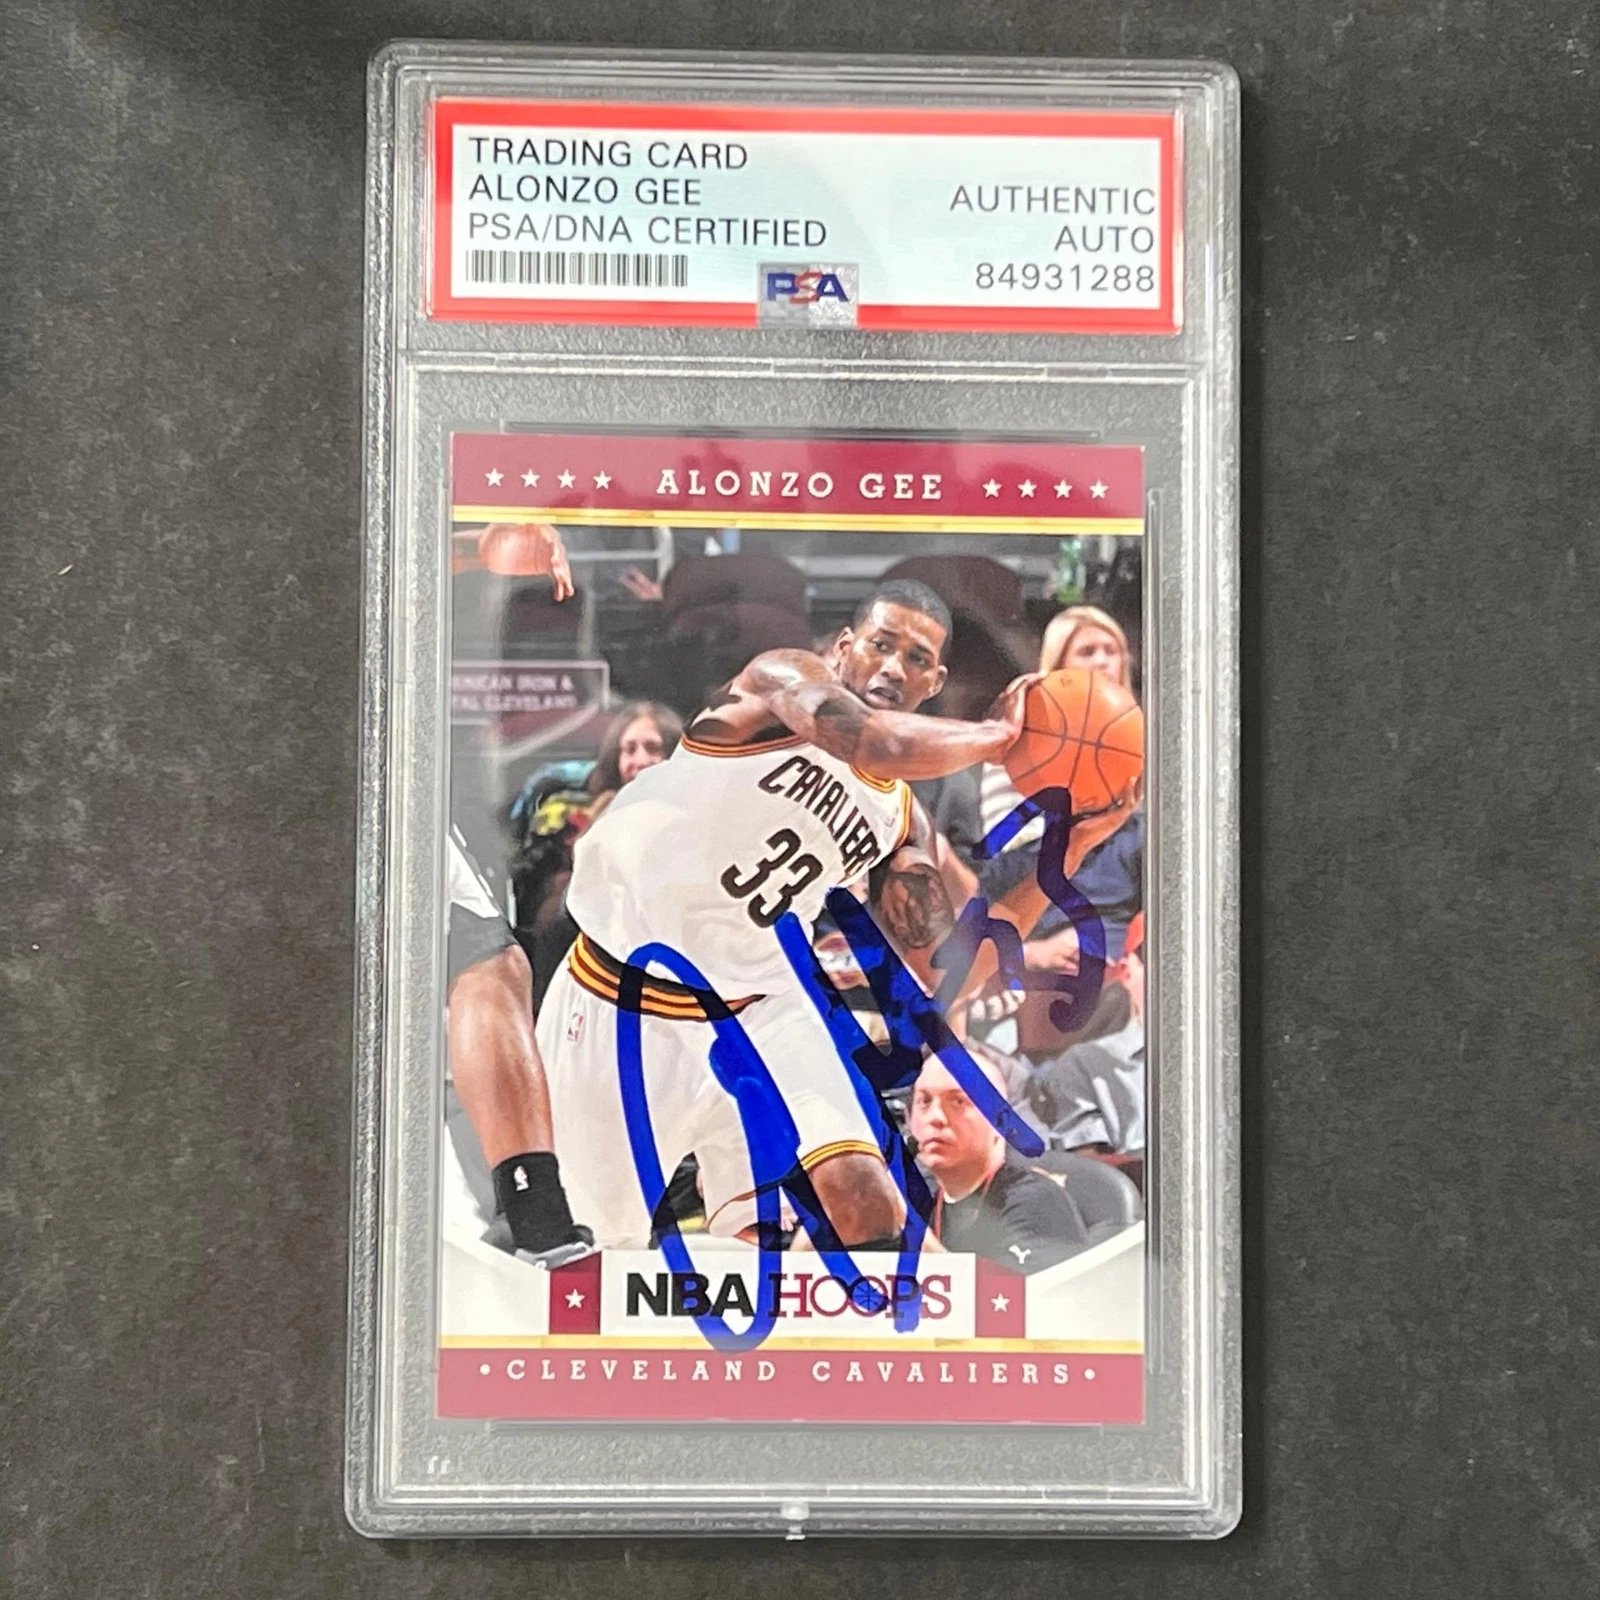 TRADING CARD
ALONZO GEE
PSA/DNA CERTIFIED
AUTHENTIC
AUTO
84931288
PSA
★ ★ ★ ★ ALONZO GEE ★ ★ ★ ★
CAVALIERS
33
NBA HOOPS
•CLEVELAND CAVALIERS•